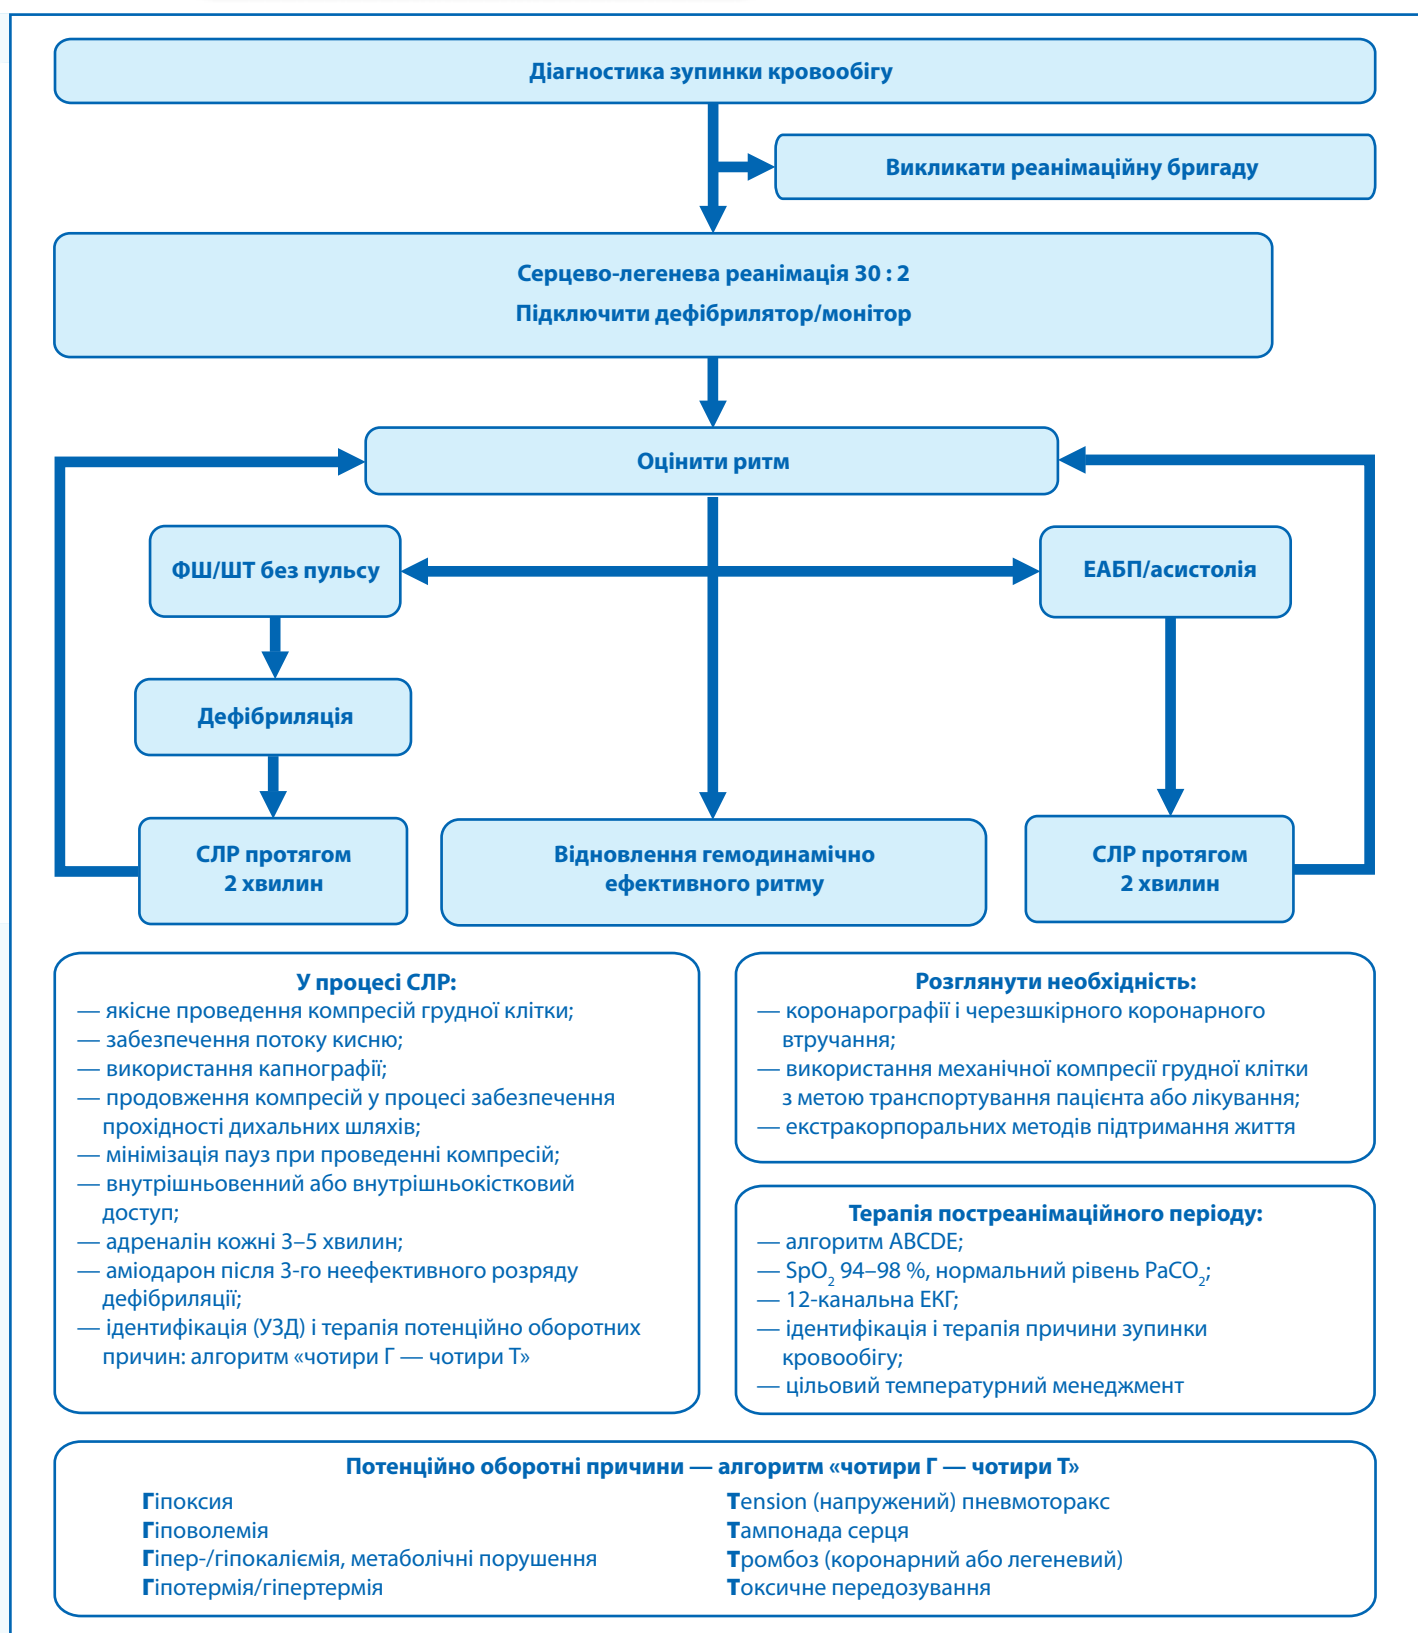 Діагностика зупинки кровообігу
Викликати реанімаційну бригаду
Серцево-легенева реанімація 30 : 2
Підключити дефібрилятор/монітор
Оцінити ритм
ФШ/ШТ без пульсу
ЕАБП/асистолія
Дефібриляція
СЛР протягом
2 хвилин
Відновлення гемодинамічно
ефективного ритму
СЛР протягом
2 хвилин
У процесі СЛР:
— якісне проведення компресій грудної клітки;
— забезпечення потоку кисню;
— використання капнографії;
— продовження компресій у процесі забезпечення
прохідності дихальних шляхів;
— мінімізація пауз при проведенні компресій;
— внутрішньовенний або внутрішньокістковий
доступ;
— адреналін кожні 3–5 хвилин;
— аміодарон після 3-го неефективного розряду
дефібриляції;
— ідентифікація (УЗД) і терапія потенційно оборотних
причин: алгоритм «чотири Г — чотири Т»
Розглянути необхідність:
— коронарографії і черезшкірного коронарного
втручання;
— використання механічної компресії грудної клітки
з метою транспортування пацієнта або лікування;
— екстракорпоральних методів підтримання життя
Терапія постреанімаційного періоду:
— алгоритм ABCDE;
— SpO₂ 94–98 %, нормальний рівень PaCO₂;
— 12-канальна ЕКГ;
— ідентифікація і терапія причини зупинки
кровообігу;
— цільовий температурний менеджмент
Потенційно оборотні причини — алгоритм «чотири Г — чотири Т»
Гіпоксия
Гіповолемія
Гіпер-/гіпокаліємія, метаболічні порушення
Гіпотермія/гіпертермія
Tension (напружений) пневмоторакс
Тампонада серця
Тромбоз (коронарний або легеневий)
Токсичне передозування